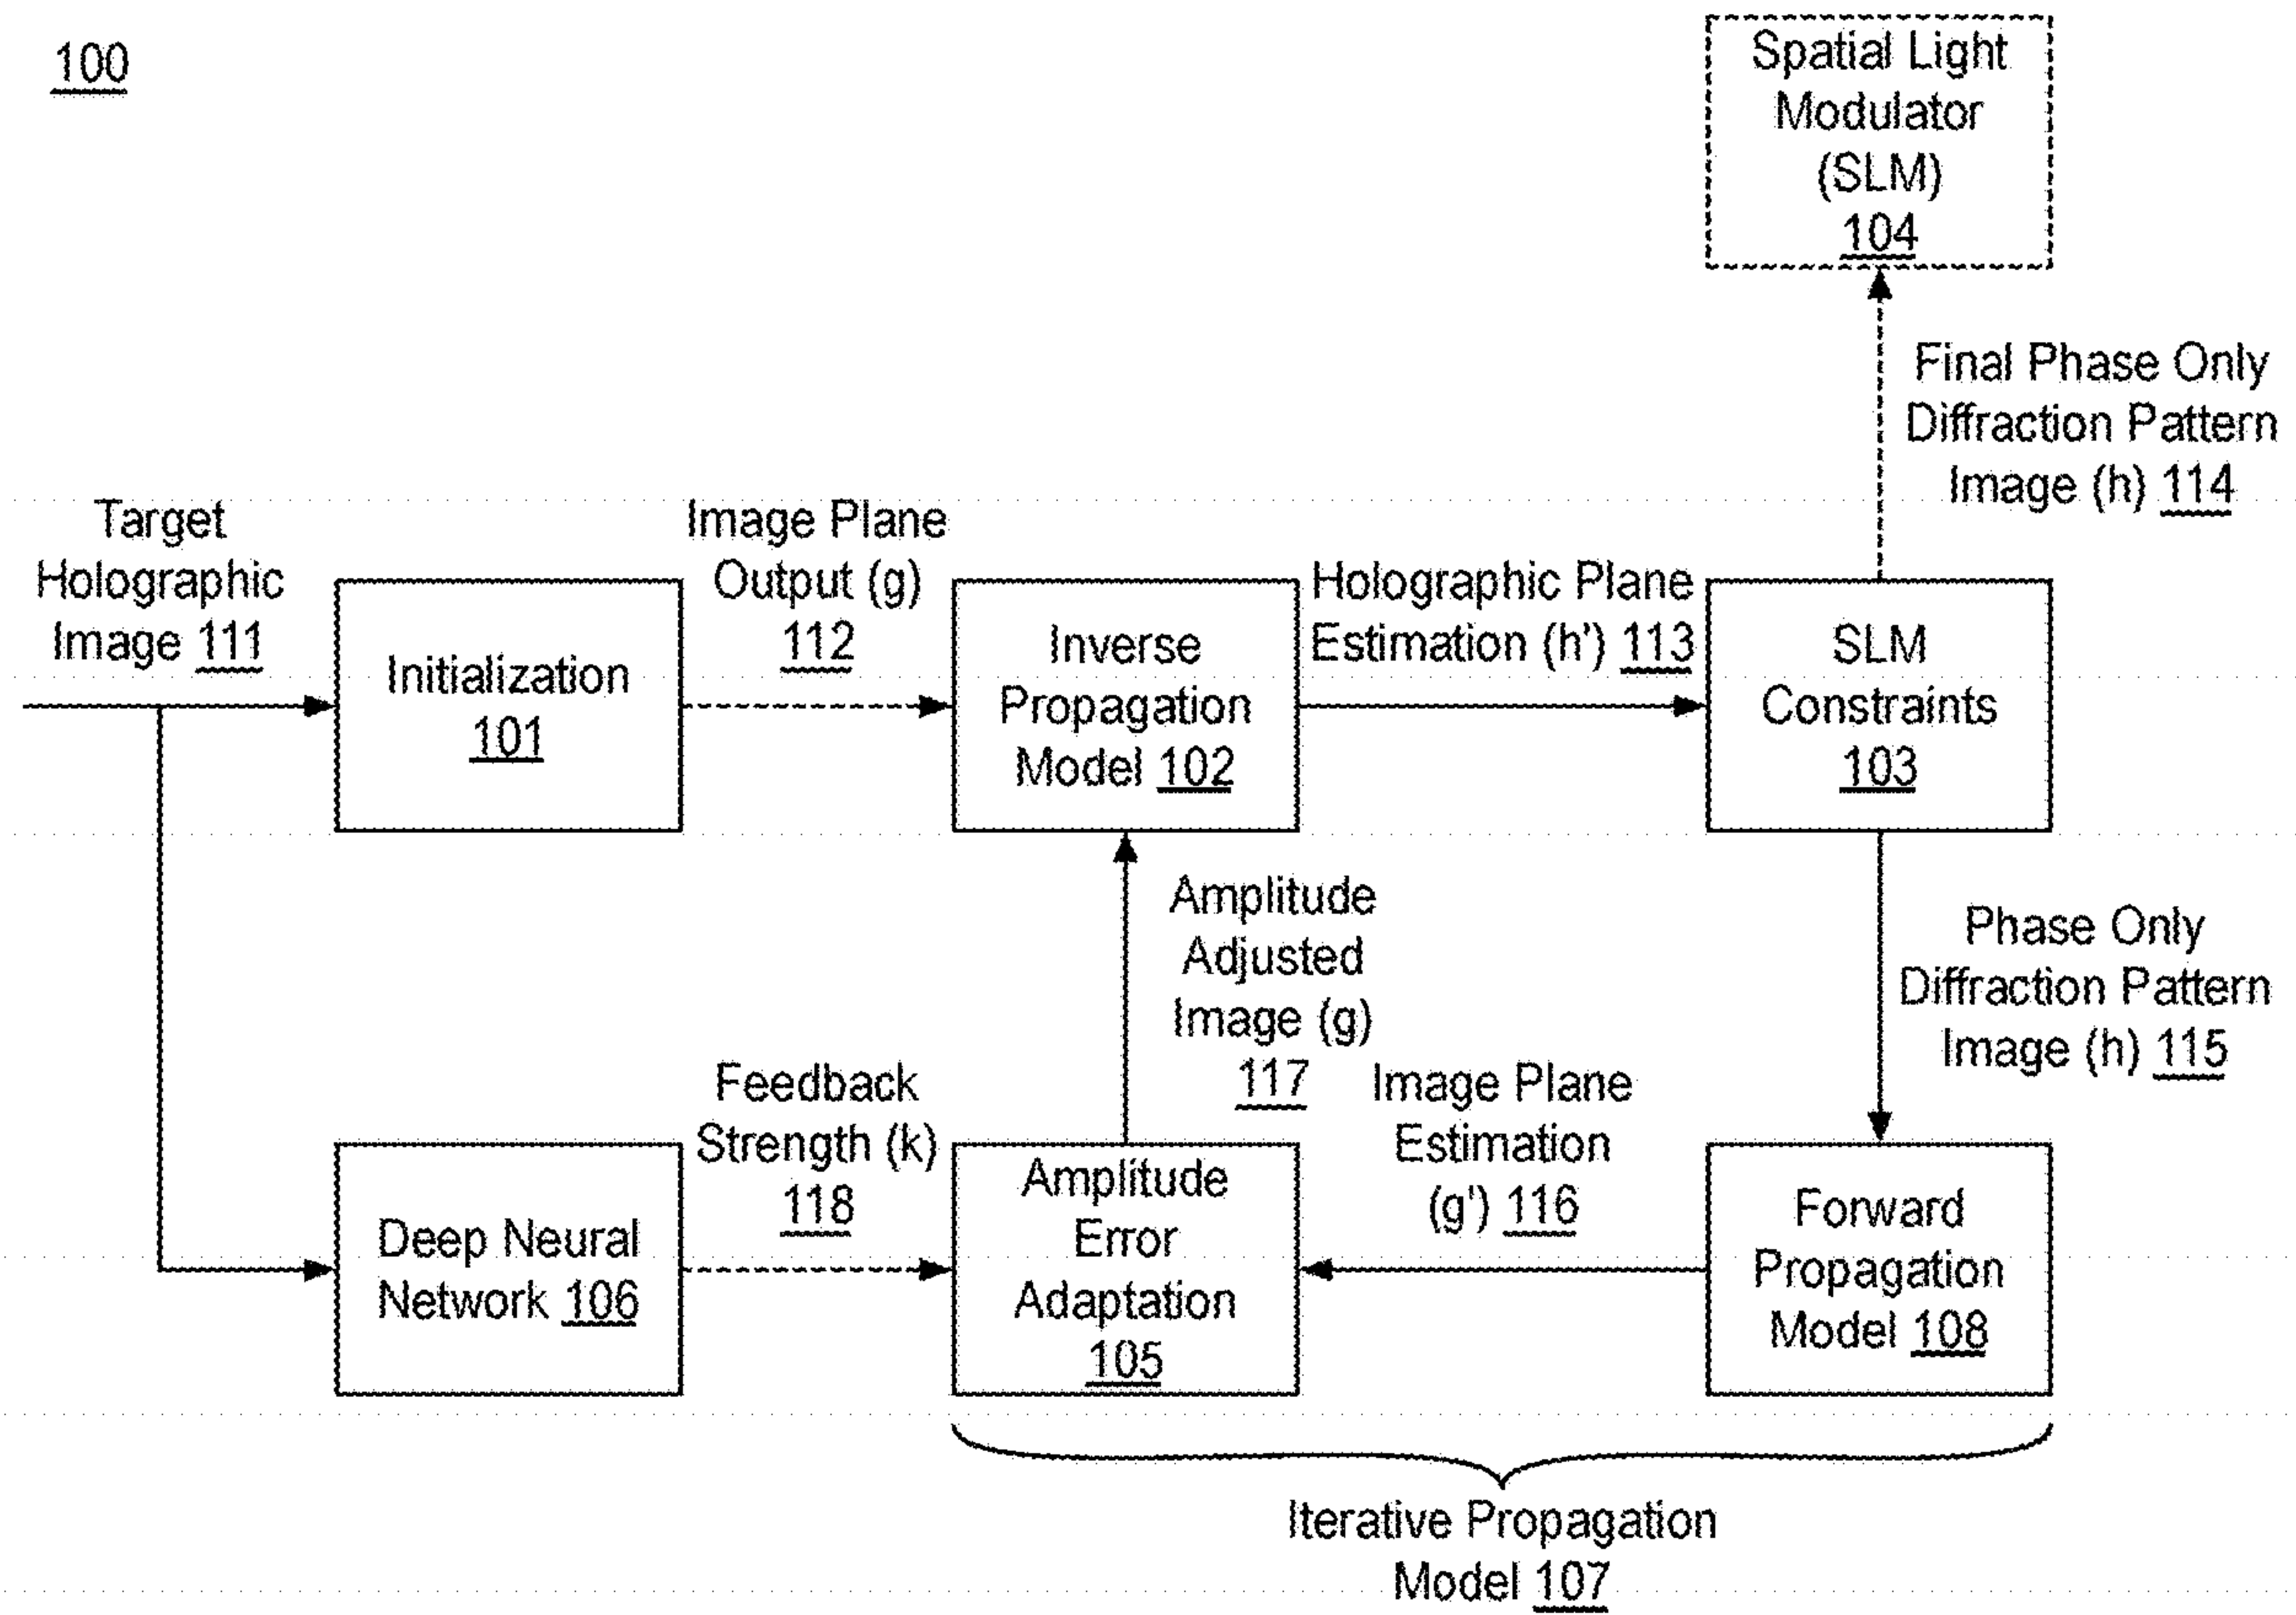 100
Spatial Light
Modulator
(SLM)
104
Final Phase Only
Diffraction Pattern
Image (h) 114
Target
Holographic
Image 111
Initialization
101
Image Plane
Output (g)
112
Inverse
Propagation
Model 102
Holographic Plane
Estimation (h') 113
SLM
Constraints
103
Amplitude
Adjusted
Image (g)
117
Phase Only
Diffraction Pattern
Image (h) 115
Deep Neural
Network 106
Feedback
Strength (k)
118
Amplitude
Error
Adaptation
105
Image Plane
Estimation
(g') 116
Forward
Propagation
Model 108
Iterative Propagation
Model 107